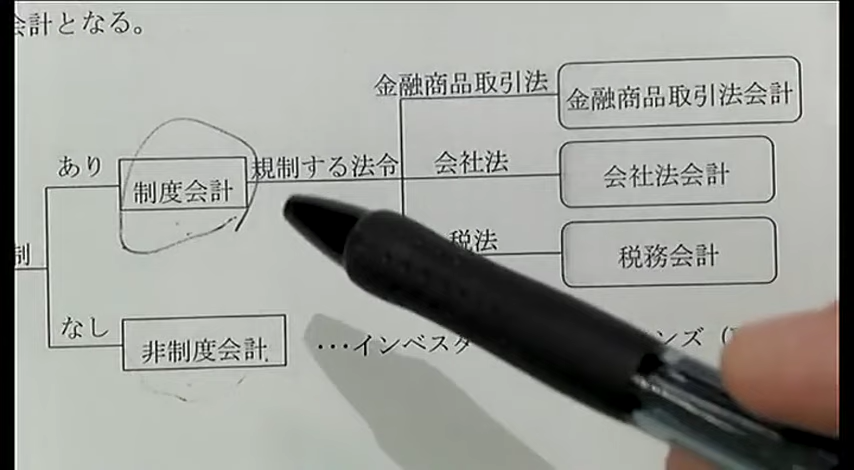 会計となる。
金融商品取引法
金融商品取引法会計
あり
制度会計
規制する法令
会社法
会社法会計
税法
税務会計
制
なし
非制度会計
…インベスタ
ンズ(